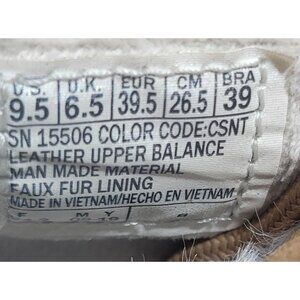 U.S. U.K. EUR CM BRA
9.5 6.5 39.5 26.5 39
SN 15506 COLOR CODE:CSNT
LEATHER UPPER BALANCE
MAN MADE MATERIAL
FAUX FUR LINING
MADE IN VIETNAM/HECHO EN VIETNAM
F M Y